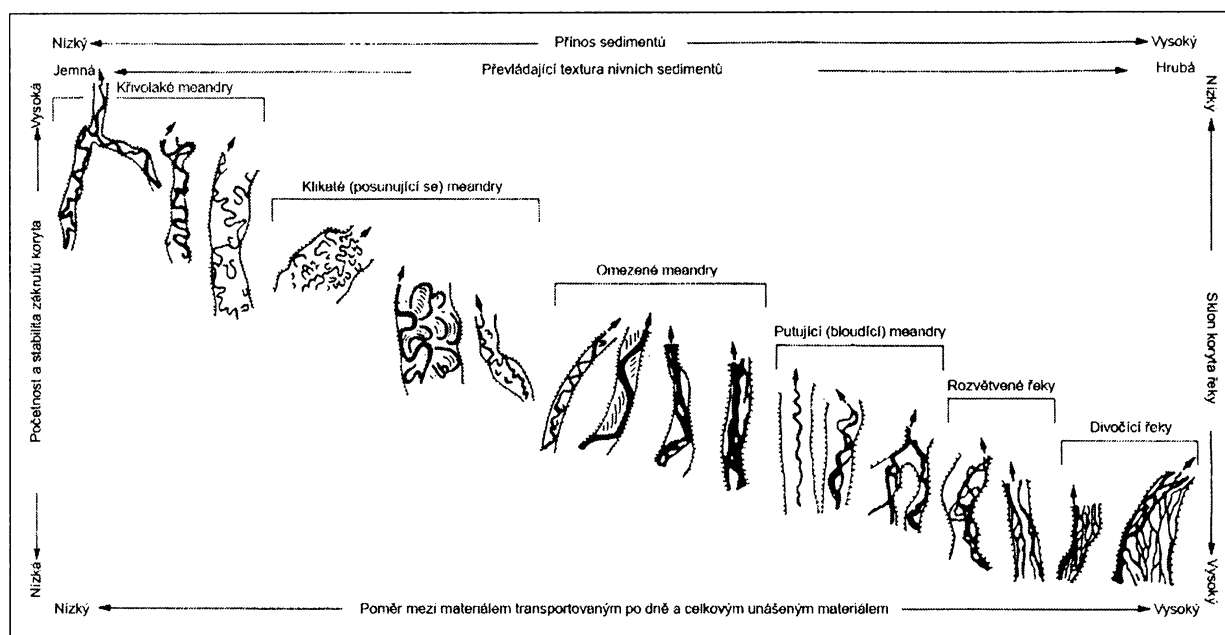 Nízký Přínos sedimentů Vysoký
Jemná Převládající textura nivních sedimentů Hrubá
Křivolaké meandry
Klikaté (posunující se) meandry
Omezené meandry
Putující (bloudící) meandry
Rozvětvené řeky
Divočící řeky
Vysoká
Početnost a stabilita zákrutů koryta
Nízká
Nízky
Sklon koryta řeky
Vysoký
Nízký Poměr mezi materiálem transportovaným po dně a celkovým unášeným materiálem Vysoký